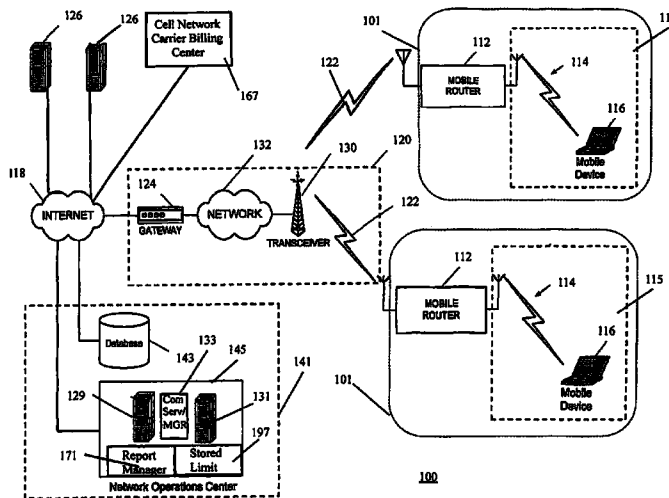 126
126
Cell Network
Carrier Billing
Center
167
101
112
MOBILE
ROUTER
114
116
Mobile
Device
122
118
INTERNET
124
GATEWAY
132
NETWORK
130
TRANSCEIVER
120
122
112
MOBILE
ROUTER
114
115
116
Mobile
Device
101
Database
143
133
145
141
129
Com
Serv/
MGR
131
197
171
Report
Manager
Stored
Limit
Network Operations Center
100